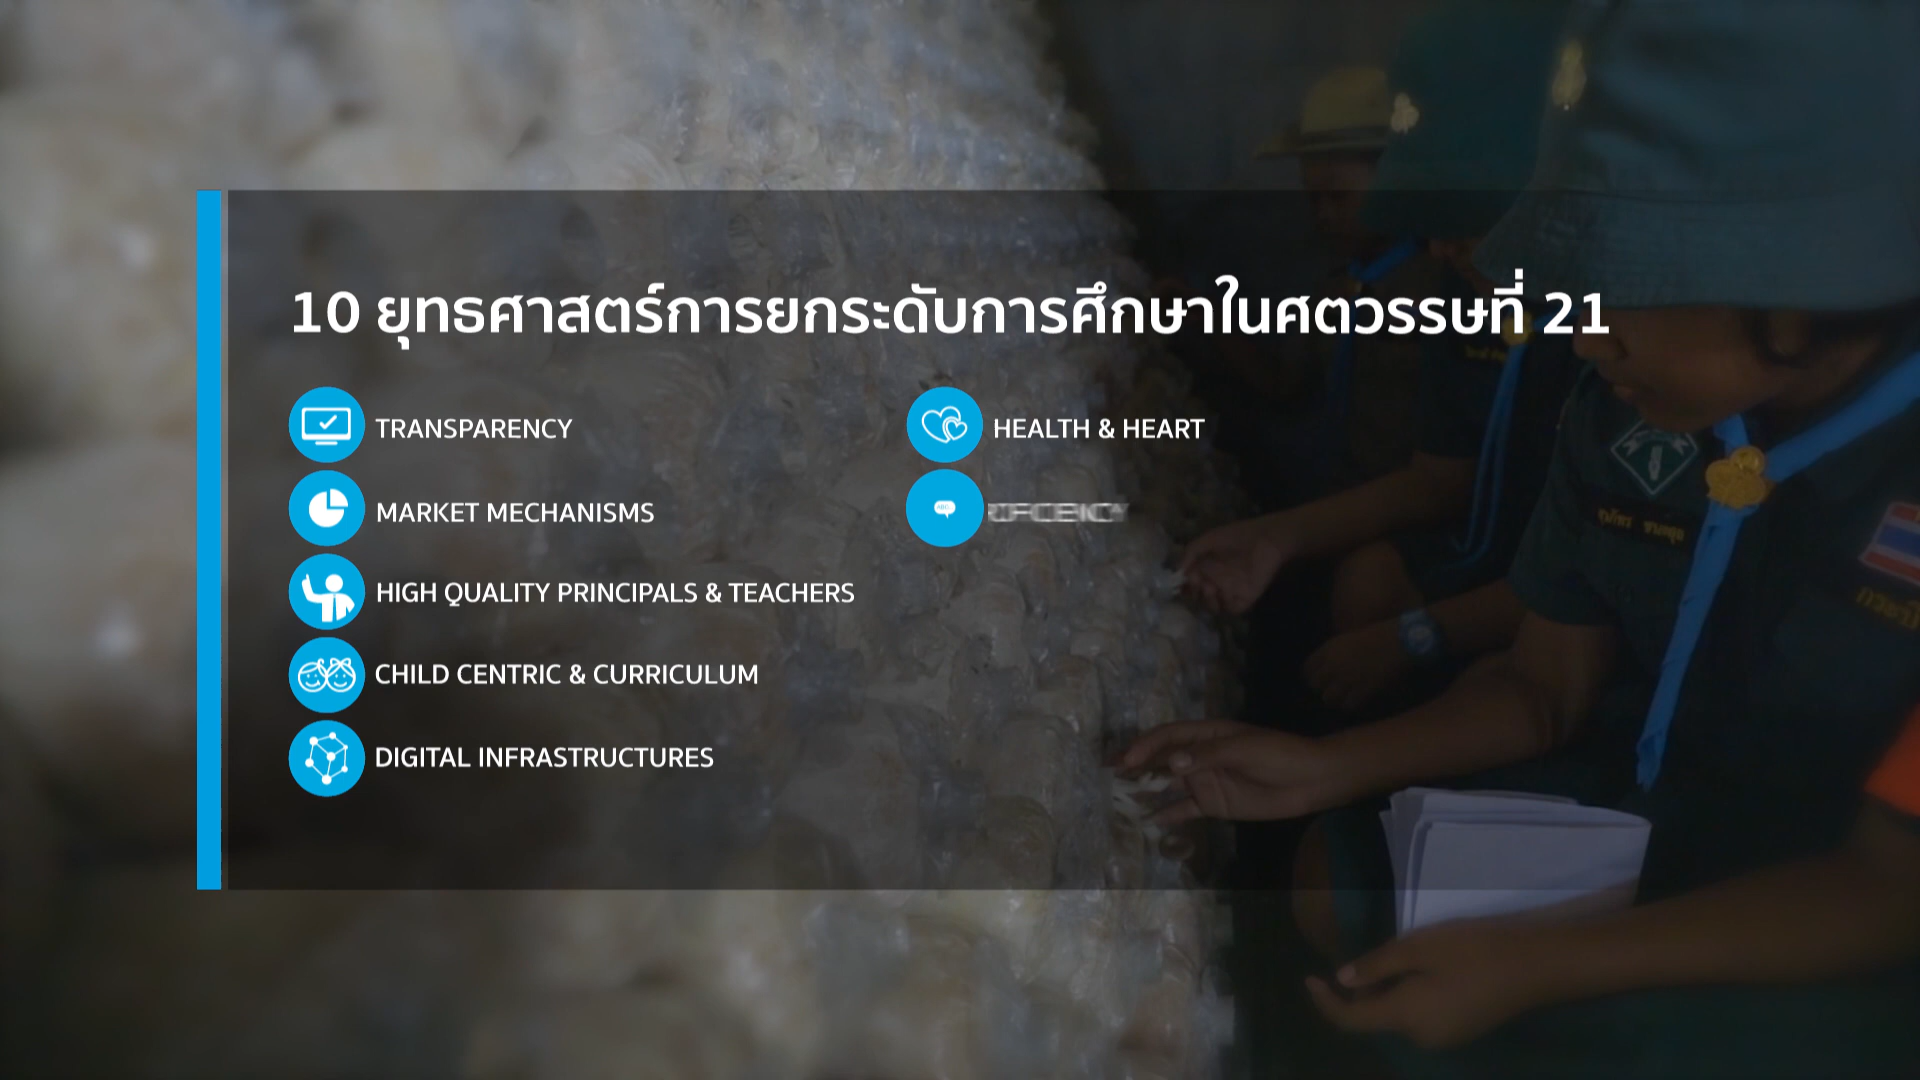 10 ยุทธศาสตร์การยกระดับการศึกษาในศตวรรษที่ 21
TRANSPARENCY
MARKET MECHANISMS
HIGH QUALITY PRINCIPALS & TEACHERS
CHILD CENTRIC & CURRICULUM
DIGITAL INFRASTRUCTURES
HEALTH & HEART